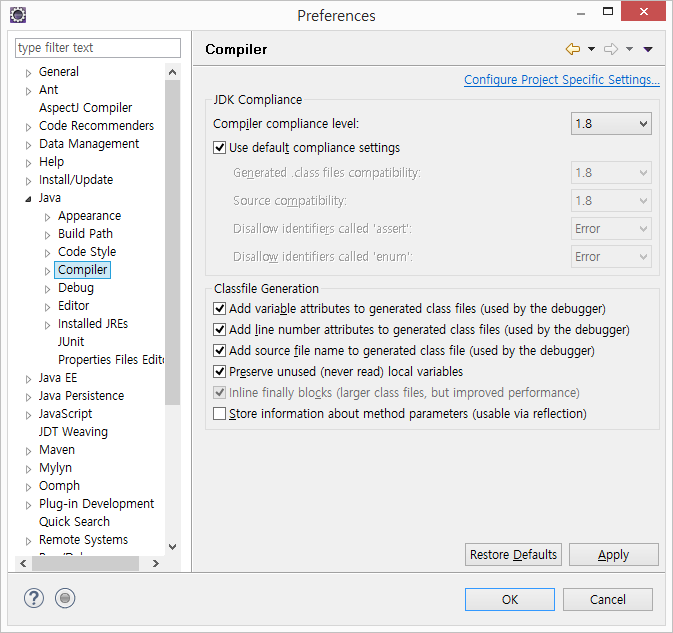 Preferences
type filter text
General
Ant
AspectJ Compiler
Code Recommenders
Data Management
Help
Install/Update
Java
Appearance
Build Path
Code Style
Compiler
Debug
Editor
Installed JREs
JUnit
Properties Files Edit
Java EE
Java Persistence
JavaScript
JDT Weaving
Maven
Mylyn
Oomph
Plug-in Development
Quick Search
Remote Systems
Compiler
Configure Project Specific Settings...
JDK Compliance
Compiler compliance level: 1.8
Use default compliance settings
Generated .class files compatibility: 1.8
Source compatibility: 1.8
Disallow identifiers called 'assert': Error
Disallow identifiers called 'enum': Error
Classfile Generation
Add variable attributes to generated class files (used by the debugger)
Add line number attributes to generated class files (used by the debugger)
Add source file name to generated class file (used by the debugger)
Preserve unused (never read) local variables
Inline finally blocks (larger class files, but improved performance)
Store information about method parameters (usable via reflection)
Restore Defaults Apply
? OK Cancel